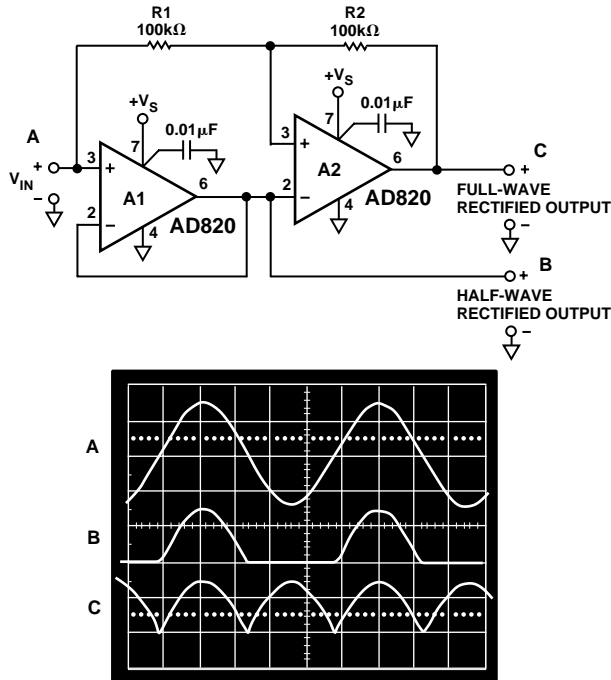 R1
100kΩ
R2
100kΩ
+VS
0.01µF
+VS
0.01µF
A
+
VIN
–
3
+
7
A1
6
2
–
4
AD820
3
+
7
A2
6
2
–
4
AD820
C
+
FULL-WAVE
RECTIFIED OUTPUT
–
B
+
HALF-WAVE
RECTIFIED OUTPUT
–
A
B
C